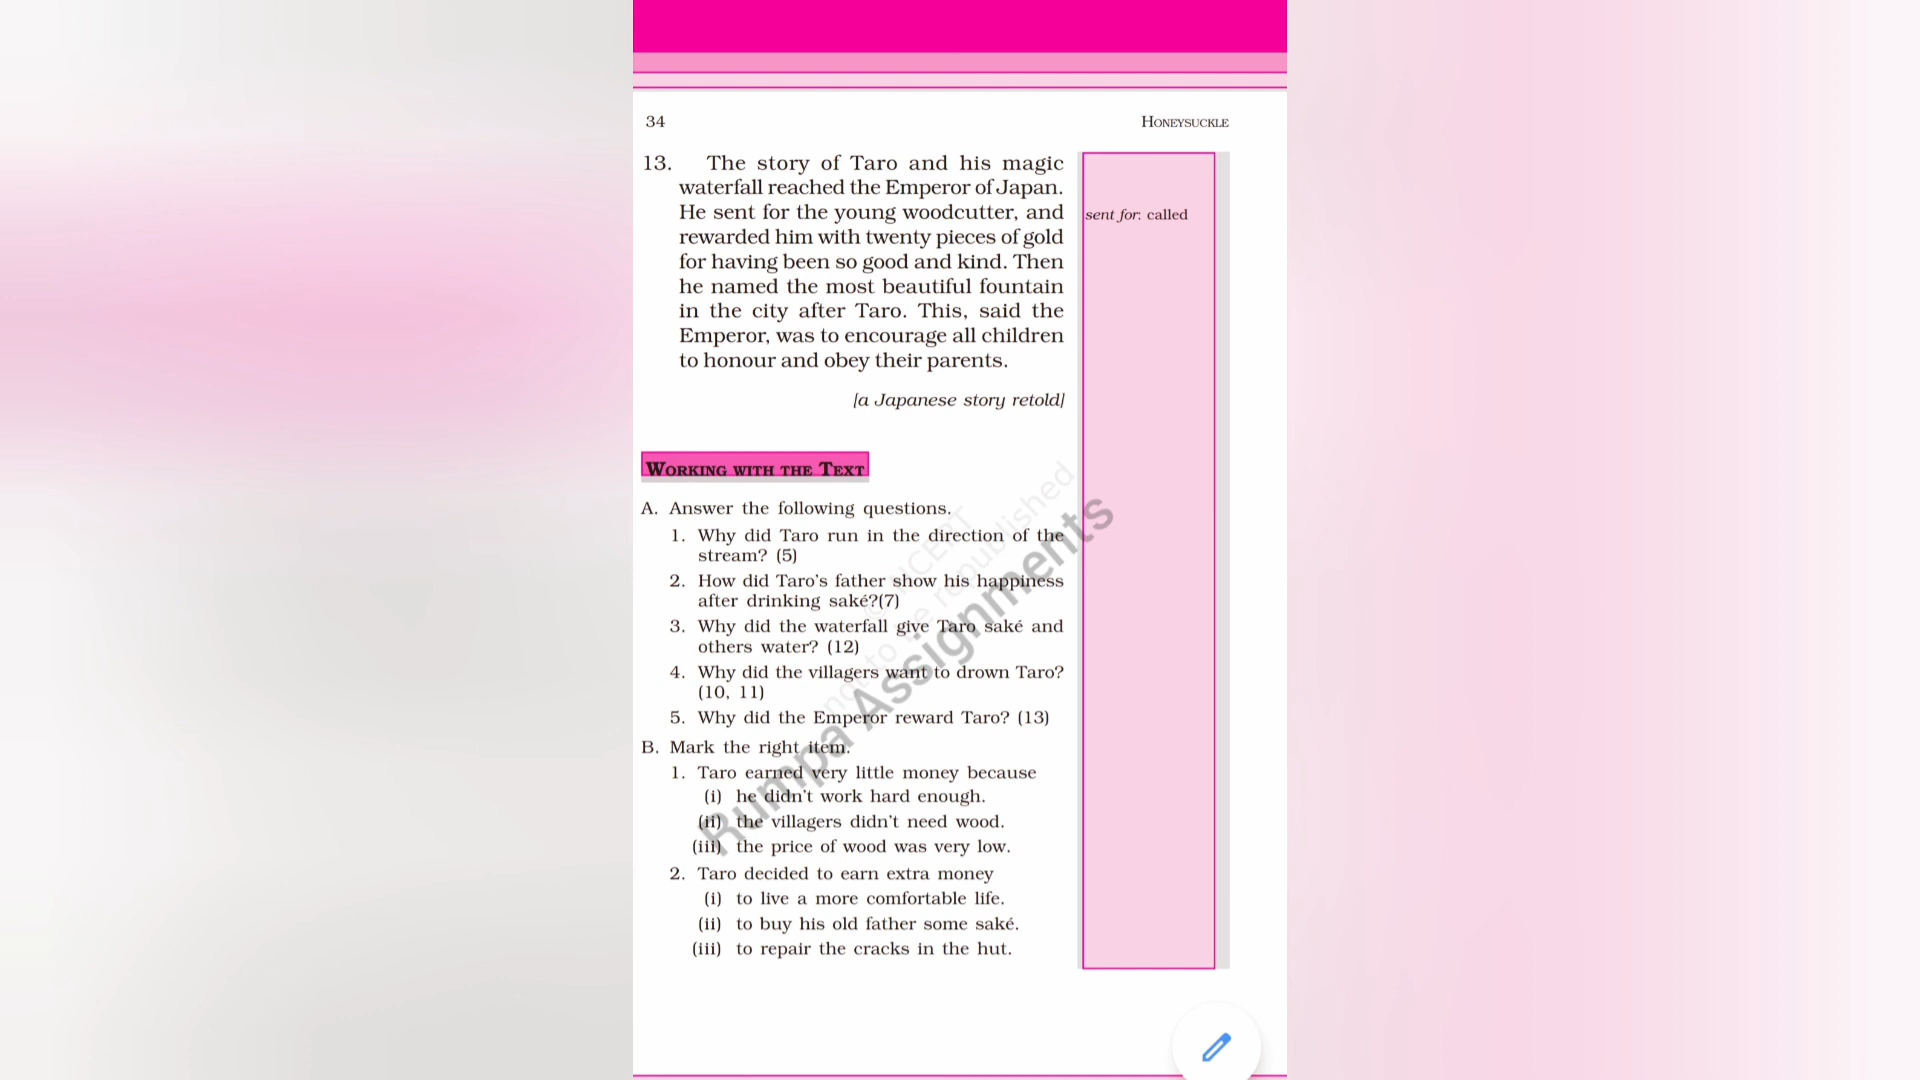 34
HONEYSUCKLE
13. The story of Taro and his magic
waterfall reached the Emperor of Japan.
He sent for the young woodcutter, and
rewarded him with twenty pieces of gold
for having been so good and kind. Then
he named the most beautiful fountain
in the city after Taro. This, said the
Emperor, was to encourage all children
to honour and obey their parents.
[a Japanese story retold]
sent for: called
WORKING WITH THE TEXT
A. Answer the following questions.
1. Why did Taro run in the direction of the
stream? (5)
2. How did Taro’s father show his happiness
after drinking saké?(7)
3. Why did the waterfall give Taro saké and
others water? (12)
4. Why did the villagers want to drown Taro?
(10, 11)
5. Why did the Emperor reward Taro? (13)
B. Mark the right item.
1. Taro earned very little money because
(i) he didn’t work hard enough.
(ii) the villagers didn’t need wood.
(iii) the price of wood was very low.
2. Taro decided to earn extra money
(i) to live a more comfortable life.
(ii) to buy his old father some saké.
(iii) to repair the cracks in the hut.
© NCERT
not to be republished
Rumpa Assignments